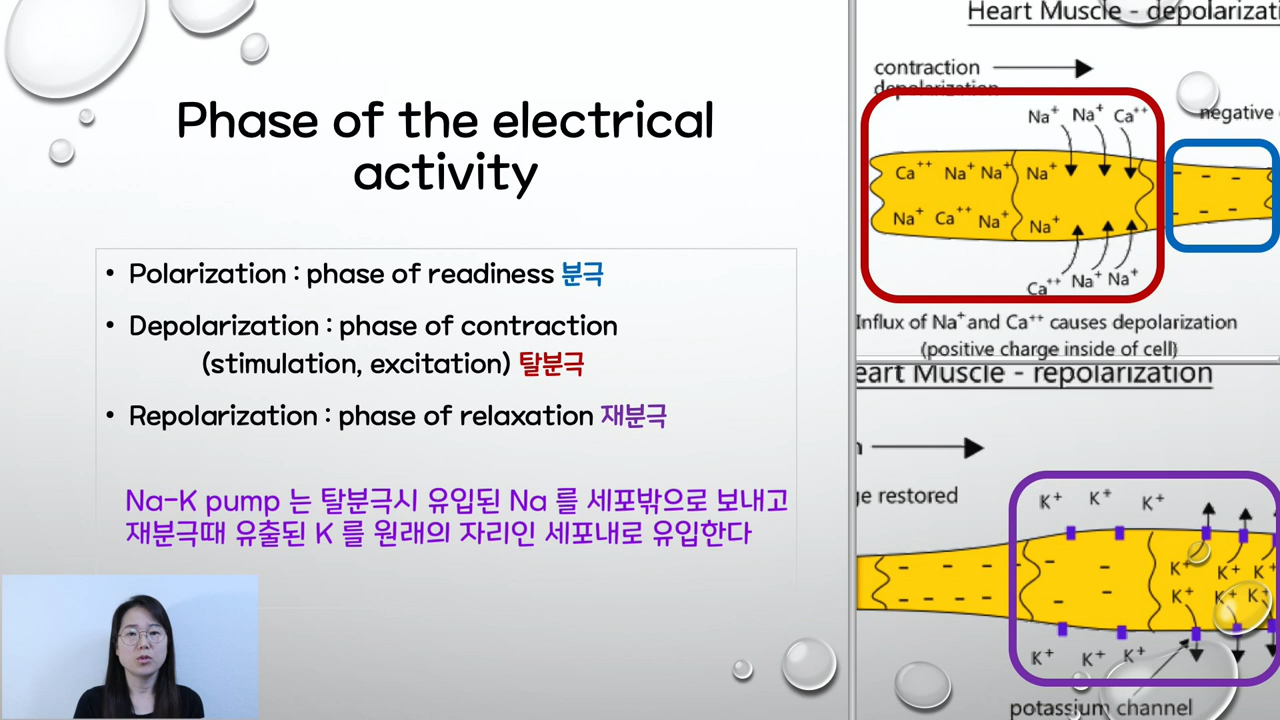 Phase of the electrical
activity
• Polarization : phase of readiness 분극
• Depolarization : phase of contraction
(stimulation, excitation) 탈분극
• Repolarization : phase of relaxation 재분극
Na-K pump 는 탈분극시 유입된 Na 를 세포밖으로 보내고
재분극때 유출된 K 를 원래의 자리인 세포내로 유입한다
Heart Muscle - depolarizati
contraction
depolarization
negative
Na⁺ Na⁺ Ca⁺⁺
Ca⁺⁺ Na⁺ Na⁺ Na⁺
Na⁺ Ca⁺⁺ Na⁺ Na⁺
Ca⁺⁺ Na⁺ Na⁺
Influx of Na⁺and Ca⁺⁺ causes depolarization
(positive charge inside of cell)
eart Muscle - repolarization
ge restored
K⁺ K⁺ K⁺
K⁺ K⁺ K⁺
K⁺ K⁺ K⁺
K⁺ K⁺ K⁺
potassium channel